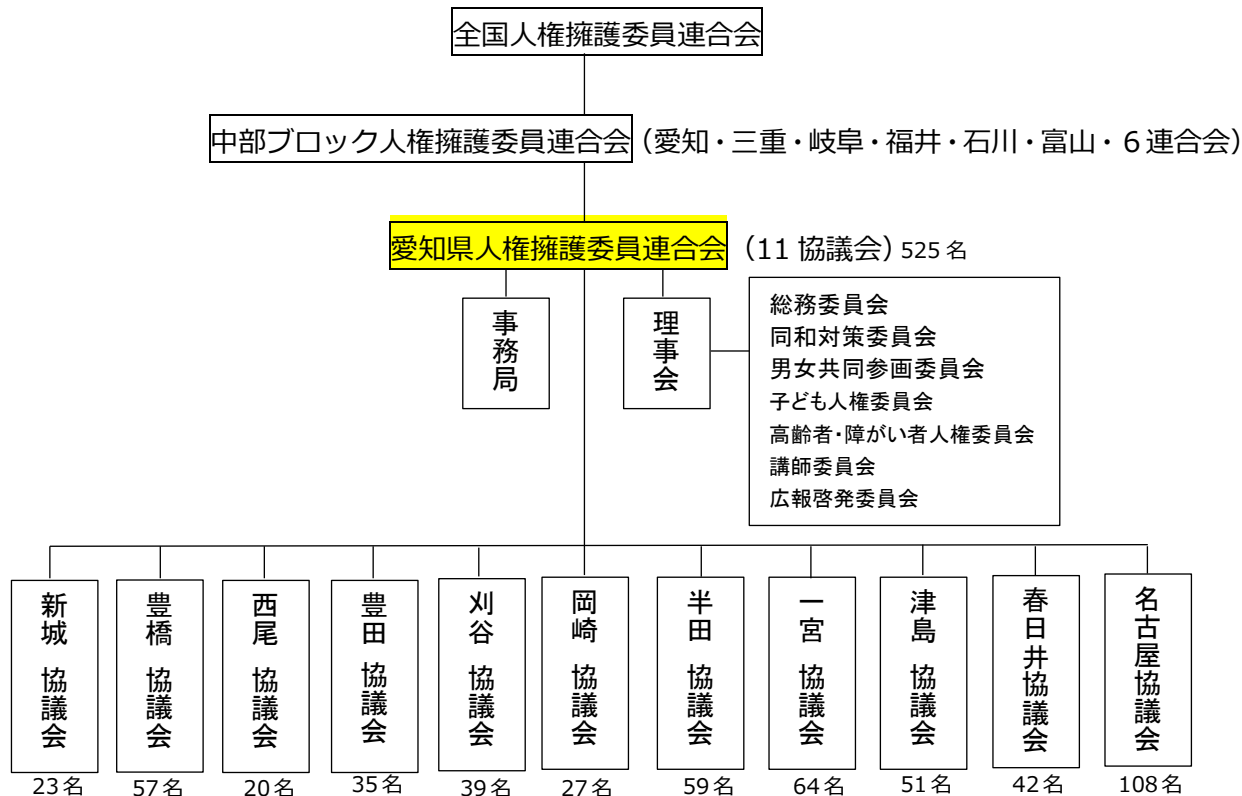 全国人権擁護委員連合会
中部ブロック人権擁護委員連合会（愛知・三重・岐阜・福井・石川・富山・６連合会）
愛知県人権擁護委員連合会（11 協議会）525 名
事務局
理事会
総務委員会
同和対策委員会
男女共同参画委員会
子ども人権委員会
高齢者・障がい者人権委員会
講師委員会
広報啓発委員会
新城 協議会
豊橋 協議会
西尾 協議会
豊田 協議会
刈谷 協議会
岡崎 協議会
半田 協議会
一宮 協議会
津島 協議会
春日井協議会
名古屋協議会
23名 57名 20名 35名 39名 27名 59名 64名 51名 42名 108名